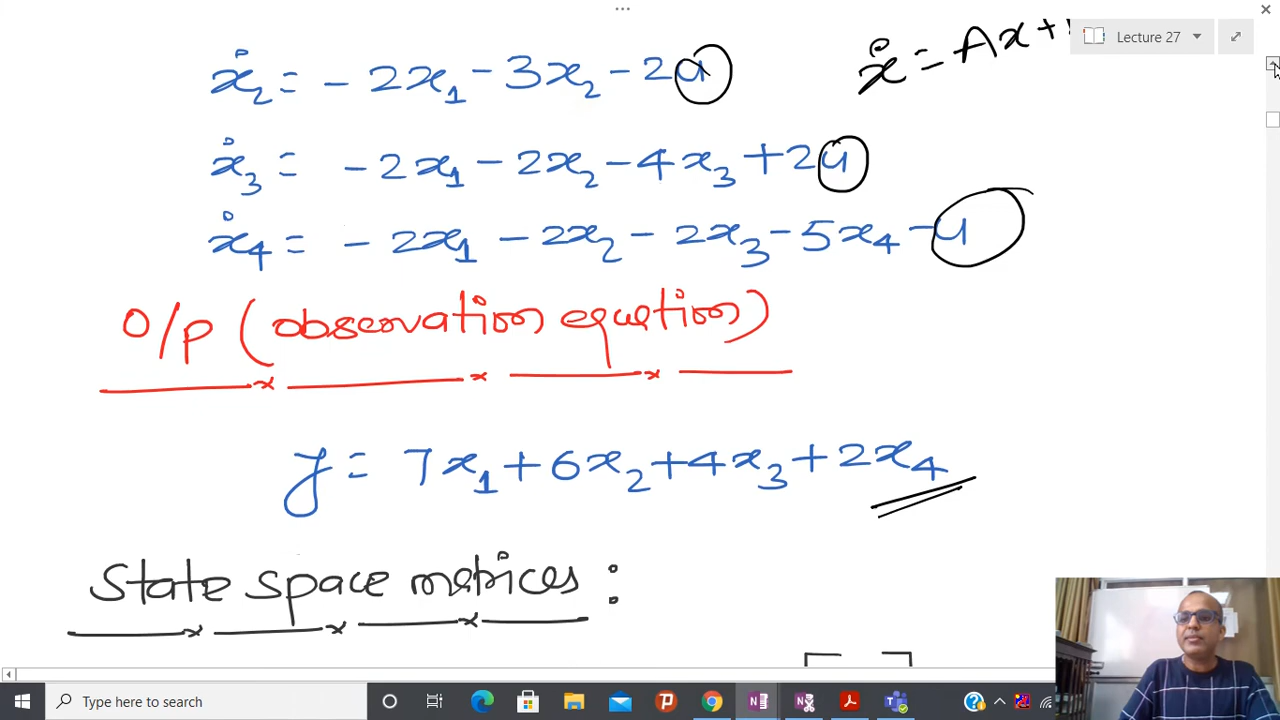 ẋ₂ = - 2x₁ - 3x₂ - 2u
ẋ = Ax +
Lecture 27
ẋ₃ = - 2x₁ - 2x₂ - 4x₃ + 2u
ẋ₄ = - 2x₁ - 2x₂ - 2x₃ - 5x₄ - u
O/p (observation equation)
y = 7x₁ + 6x₂ + 4x₃ + 2x₄
State space metrices :
Type here to search